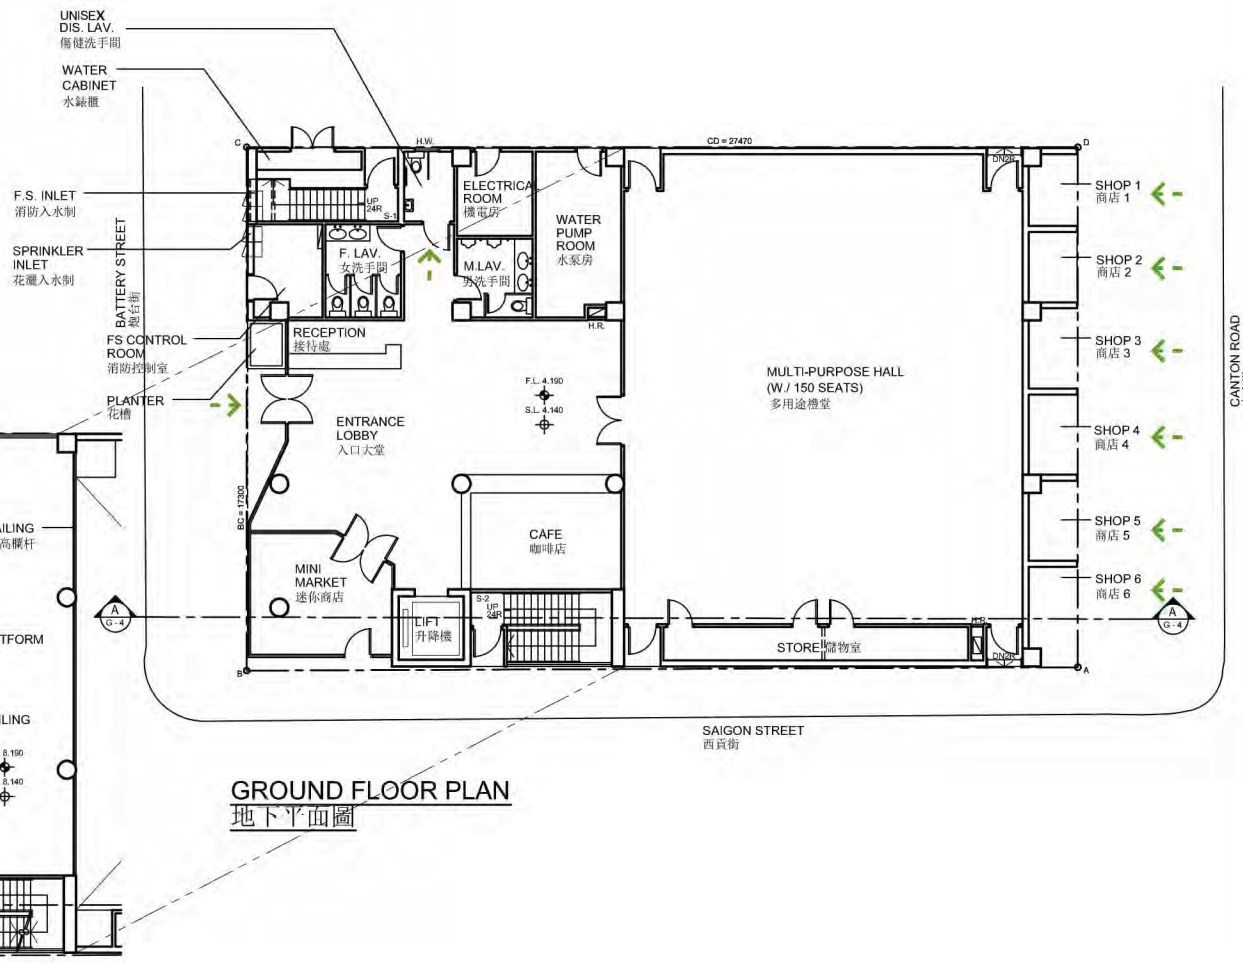 UNISEX
DIS. LAV.
傷健洗手間
WATER
CABINET
水錶櫃
F.S. INLET
消防入水制
SPRINKLER
INLET
花灑入水制
BATTERY STREET
炮台街
FS CONTROL
ROOM
消防控制室
PLANTER
花槽
C
H.W.
CD = 27470
D
DN2R
UP
24R
S-1
ELECTRICAL
ROOM
機電房
WATER
PUMP
ROOM
水泵房
F. LAV.
女洗手間
M.LAV.
男洗手間
H.R.
RECEPTION
接待處
F.L. 4.190
S.L. 4.140
ENTRANCE
LOBBY
入口大堂
MULTI-PURPOSE HALL
(W./ 150 SEATS)
多用途禮堂
SHOP 1
商店 1
SHOP 2
商店 2
SHOP 3
商店 3
SHOP 4
商店 4
SHOP 5
商店 5
SHOP 6
商店 6
CANTON ROAD
BC = 17300
CAFE
咖啡店
MINI
MARKET
迷你商店
LIFT
升降機
S-2
UP
24R
STORE 儲物室
H.R.
DN2R
A
G - 4
A
G - 4
B
A
SAIGON STREET
西貢街
AILING
高欄杆
TFORM
ILING
8.190
8.140
GROUND FLOOR PLAN
地下平面圖